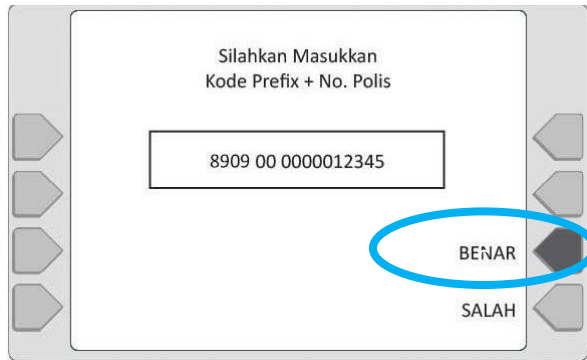 Silahkan Masukkan
Kode Prefix + No. Polis
8909 00 0000012345
BENAR
SALAH